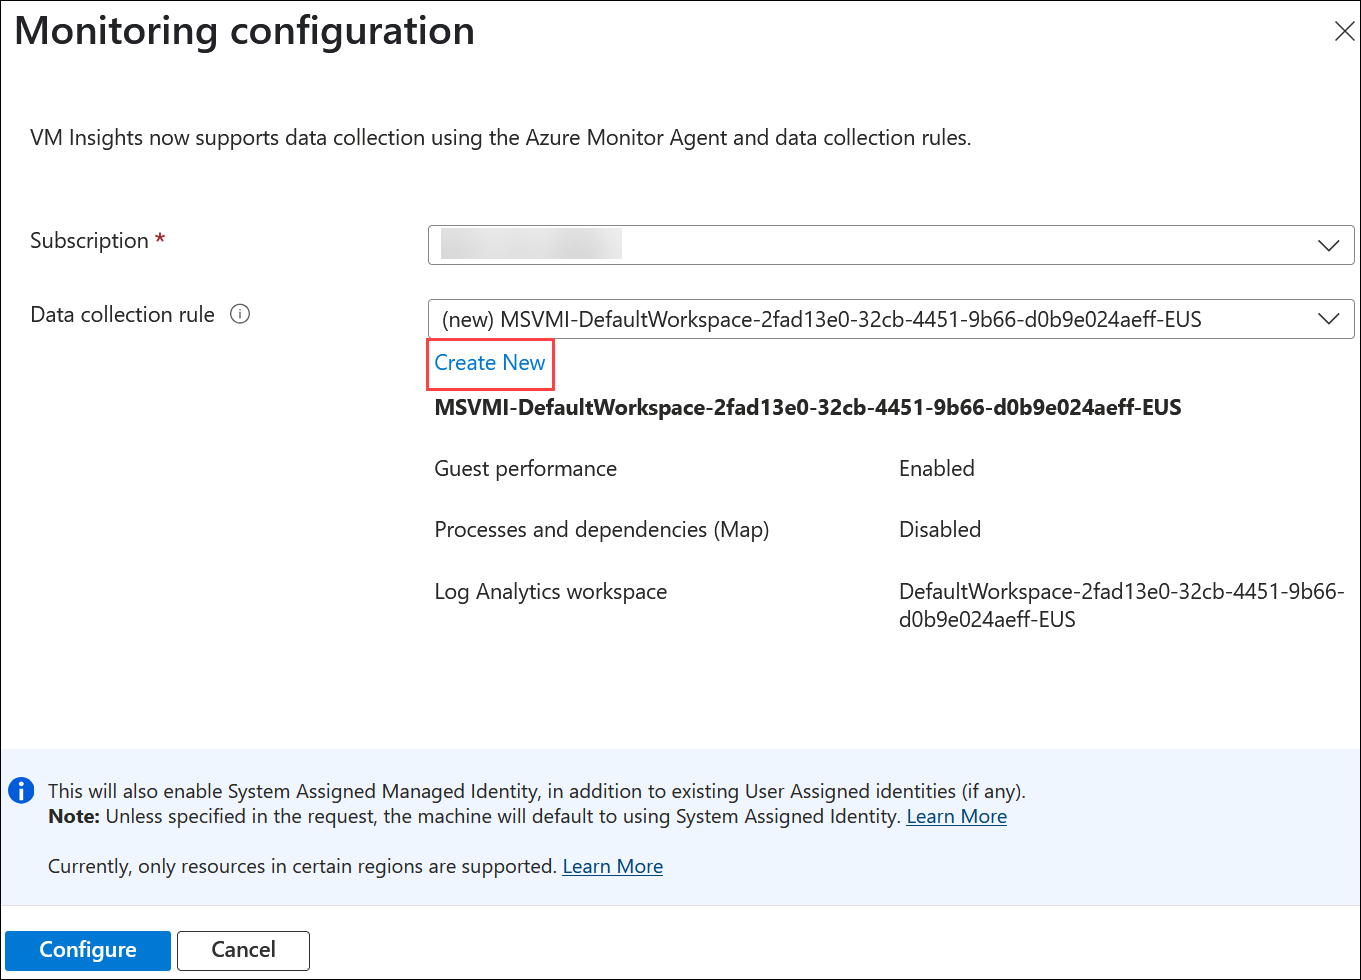 Monitoring configuration
VM Insights now supports data collection using the Azure Monitor Agent and data collection rules.
Subscription *
Data collection rule
(new) MSVMI-DefaultWorkspace-2fad13e0-32cb-4451-9b66-d0b9e024aeff-EUS
Create New
MSVMI-DefaultWorkspace-2fad13e0-32cb-4451-9b66-d0b9e024aeff-EUS
Guest performance Enabled
Processes and dependencies (Map) Disabled
Log Analytics workspace DefaultWorkspace-2fad13e0-32cb-4451-9b66-
d0b9e024aeff-EUS
This will also enable System Assigned Managed Identity, in addition to existing User Assigned identities (if any).
Note: Unless specified in the request, the machine will default to using System Assigned Identity. Learn More
Currently, only resources in certain regions are supported. Learn More
Configure Cancel